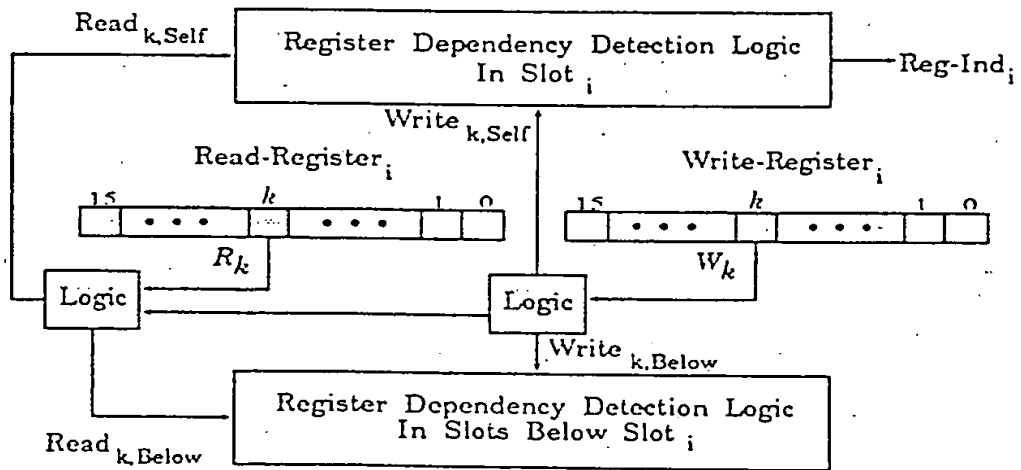 Read k,Self
Register Dependency Detection Logic
In Slot i
Reg-Ind i
Write k,Self
Read-Register i
Write-Register i
15 k 1 0
15 k 1 0
R k
W k
Logic
Logic
Write k,Below
Register Dependency Detection Logic
In Slots Below Slot i
Read k,Below